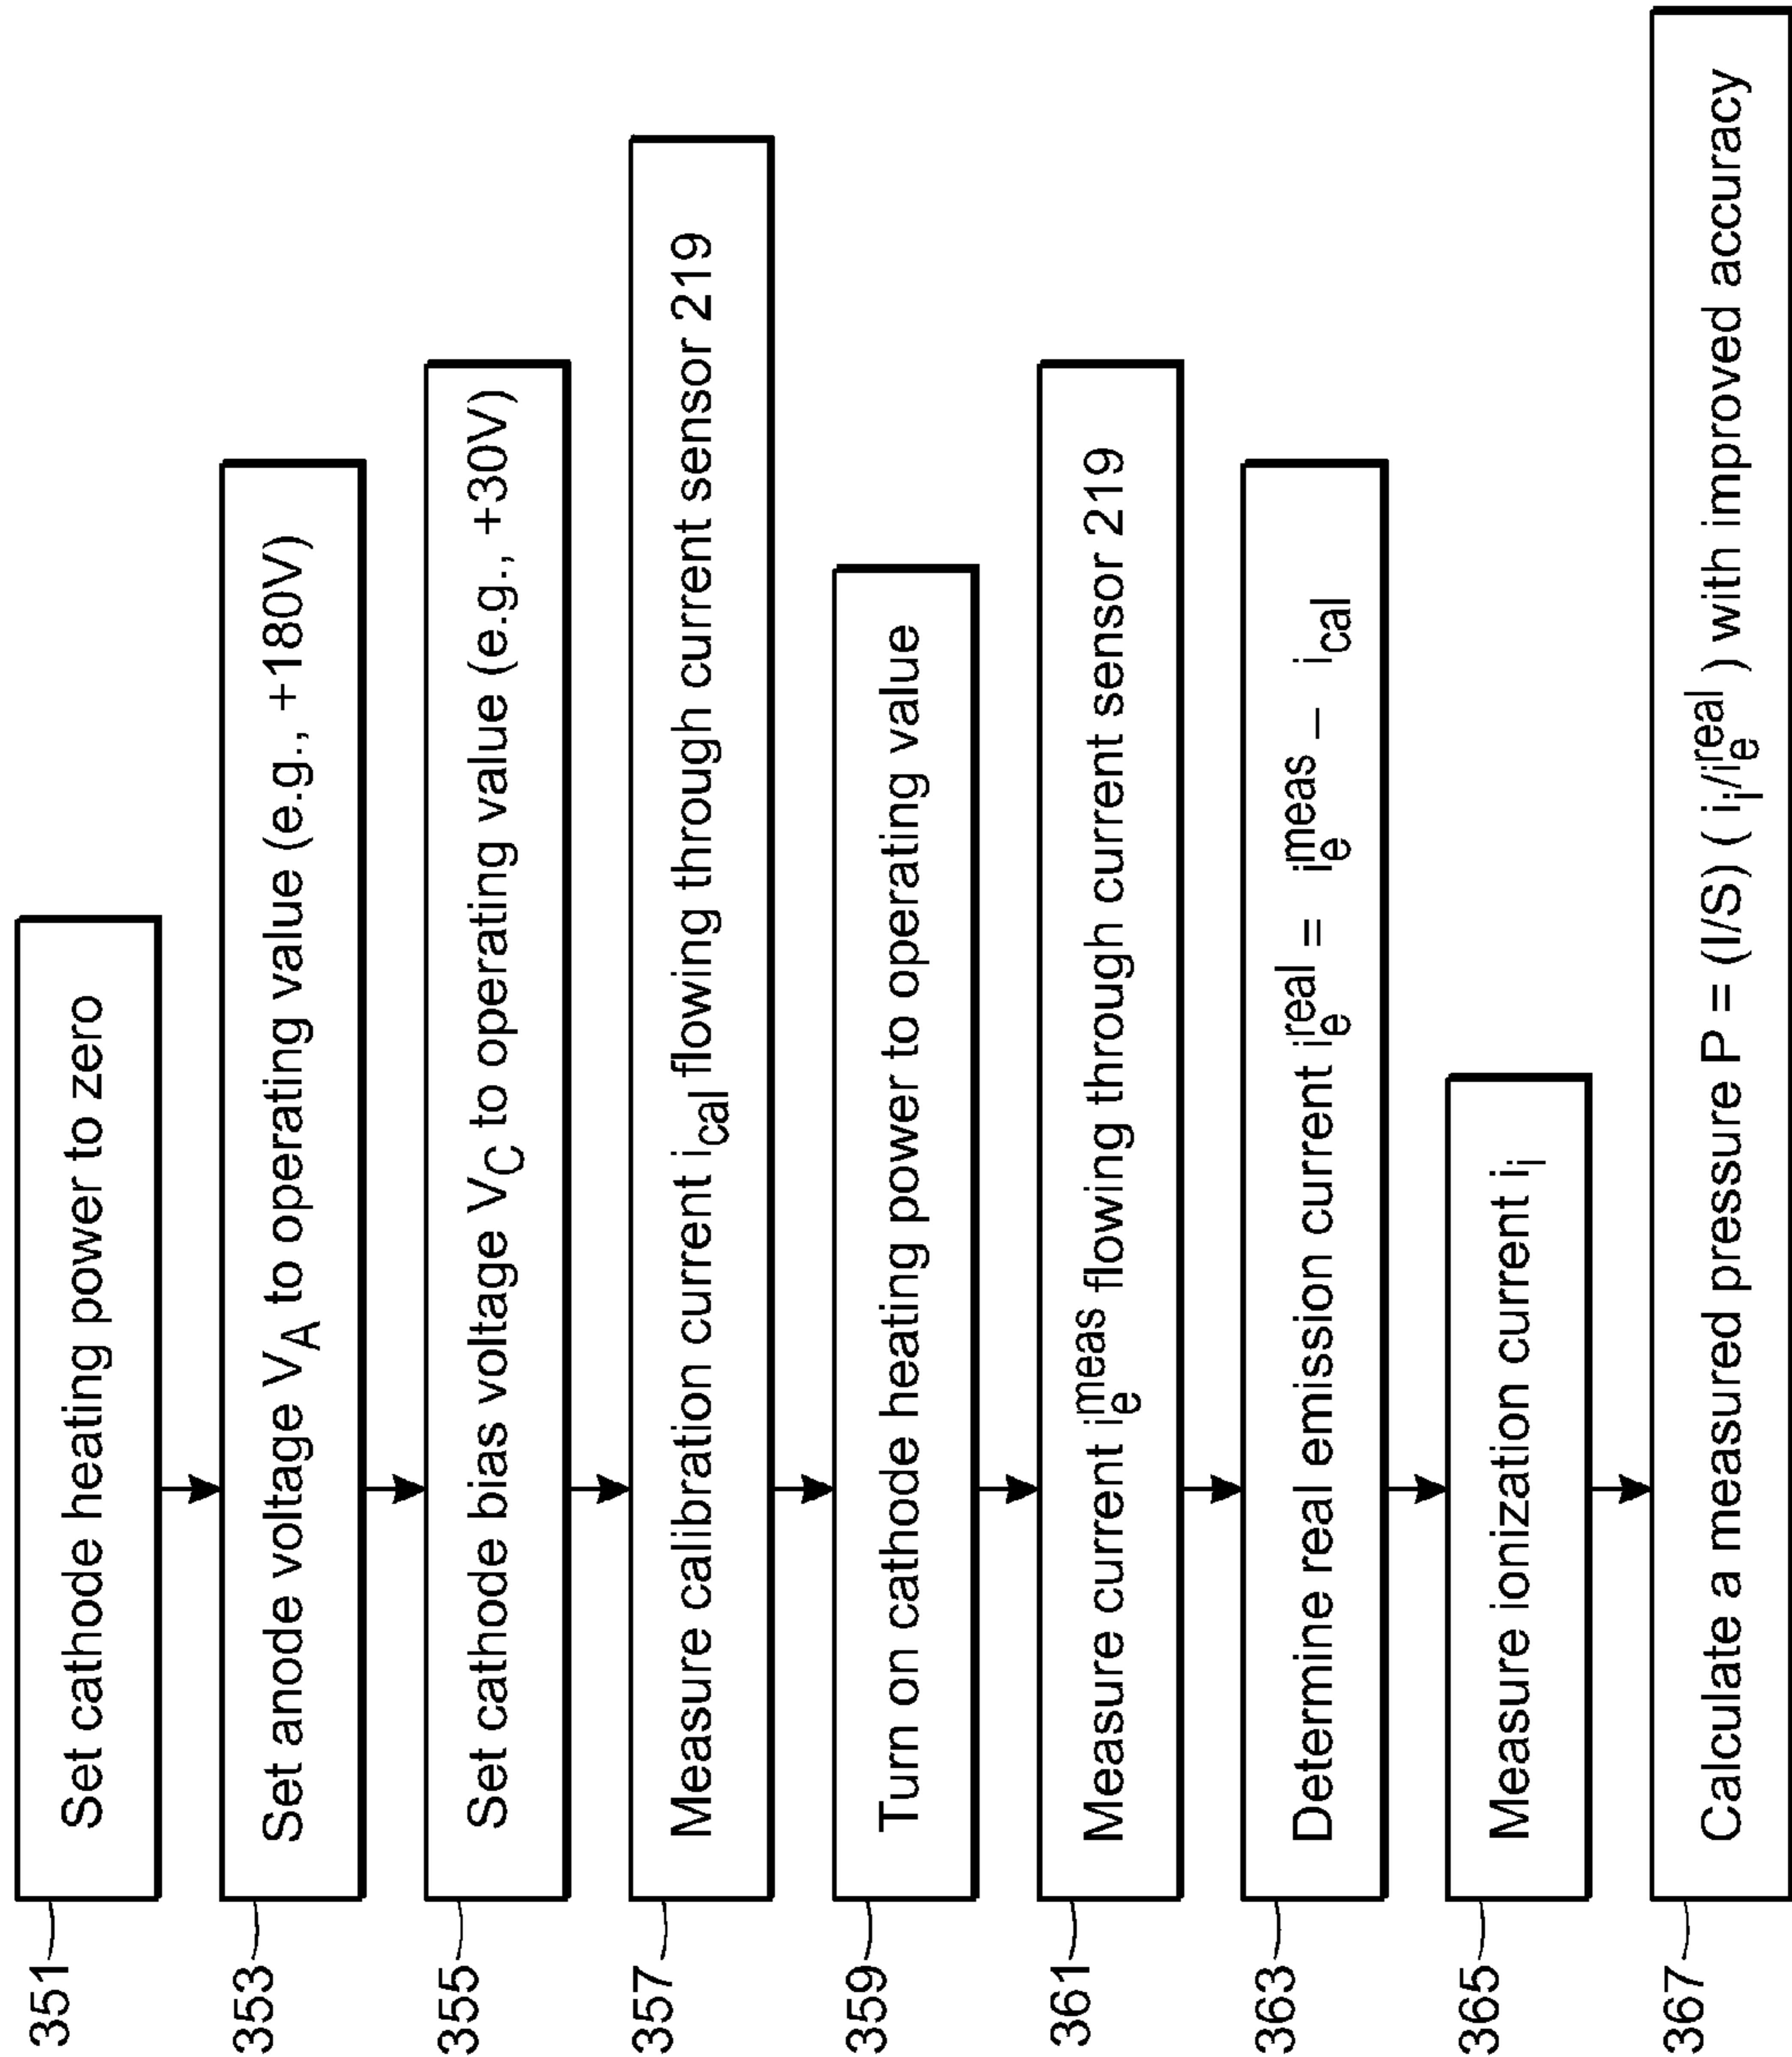 351 Set cathode heating power to zero
353 Set anode voltage V_A to operating value (e.g., +180V)
355 Set cathode bias voltage V_C to operating value (e.g., +30V)
357 Measure calibration current i_cal flowing through current sensor 219
359 Turn on cathode heating power to operating value
361 Measure current i_e^meas flowing through current sensor 219
363 Determine real emission current i_e^real = i_e^meas – i_cal
365 Measure ionization current i_i
367 Calculate a measured pressure P = (I/S) ( i_i/i_e^real ) with improved accuracy